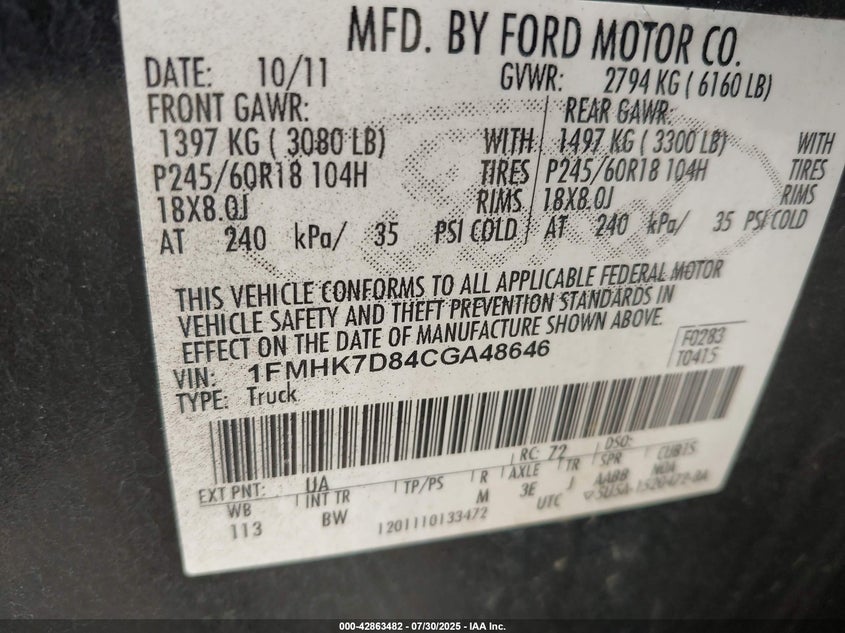 MFD. BY FORD MOTOR CO.
DATE: 10/11 GVWR: 2794 KG ( 6160 LB)
FRONT GAWR: REAR GAWR:
1397 KG ( 3080 LB) WITH 1497 KG ( 3300 LB) WITH
P245/60R18 104H TIRES P245/60R18 104H TIRES
18X8.0J RIMS 18X8.0J RIMS
AT 240 kPa/ 35 PSI COLD AT 240 kPa/ 35 PSI COLD
THIS VEHICLE CONFORMS TO ALL APPLICABLE FEDERAL MOTOR
VEHICLE SAFETY AND THEFT PREVENTION STANDARDS IN
EFFECT ON THE DATE OF MANUFACTURE SHOWN ABOVE.
VIN: 1FMHK7D84CGA48646 F0283
TYPE: Truck T0415
EXT PNT: UA RC: 72 DSO:
WB INT TR TP/PS R AXLE TR SPR CUBTS
113 BW M 3E J AABB NOA
1201110133472 UTC
000-42863482 - 07/30/2025 - IAA Inc.